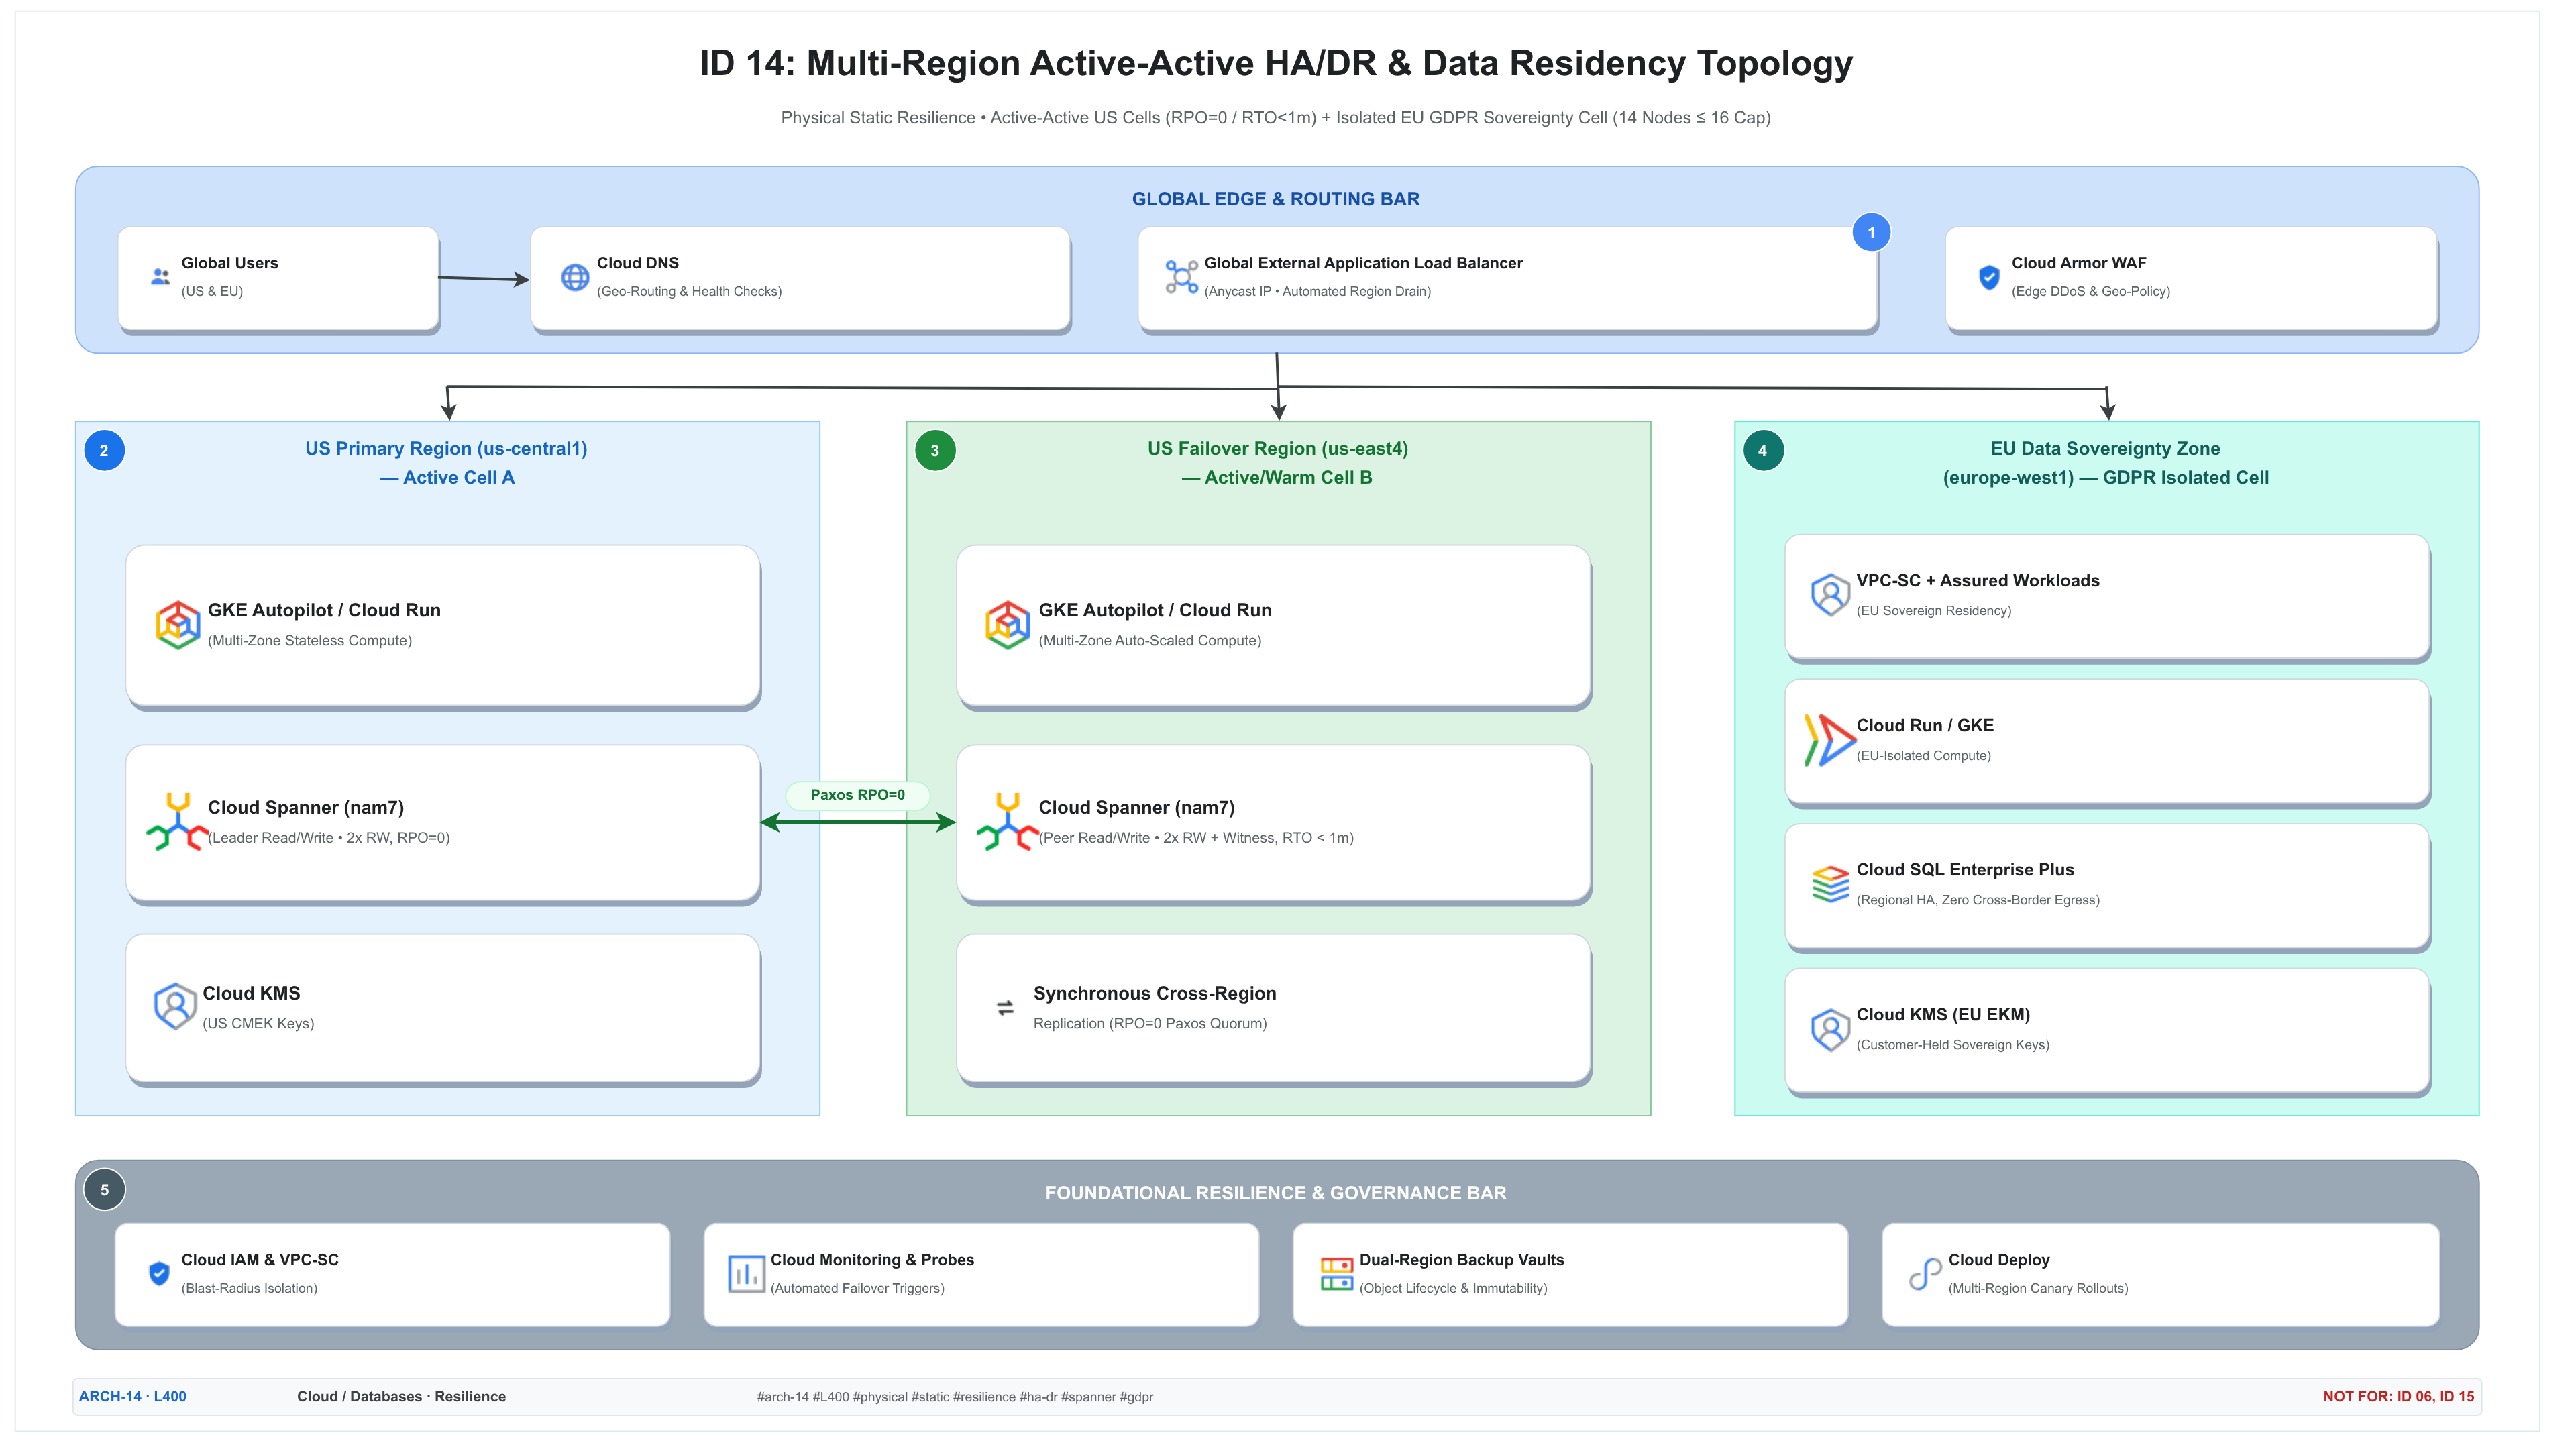 ID 14: Multi-Region Active-Active HA/DR & Data Residency Topology
Physical Static Resilience • Active-Active US Cells (RPO=0 / RTO<1m) + Isolated EU GDPR Sovereignty Cell (14 Nodes ≤ 16 Cap)
GLOBAL EDGE & ROUTING BAR
Global Users
(US & EU)
Cloud DNS
(Geo-Routing & Health Checks)
1
Global External Application Load Balancer
(Anycast IP • Automated Region Drain)
Cloud Armor WAF
(Edge DDoS & Geo-Policy)
2
US Primary Region (us-central1)
— Active Cell A
GKE Autopilot / Cloud Run
(Multi-Zone Stateless Compute)
Cloud Spanner (nam7)
(Leader Read/Write • 2x RW, RPO=0)
Cloud KMS
(US CMEK Keys)
Paxos RPO=0
3
US Failover Region (us-east4)
— Active/Warm Cell B
GKE Autopilot / Cloud Run
(Multi-Zone Auto-Scaled Compute)
Cloud Spanner (nam7)
(Peer Read/Write • 2x RW + Witness, RTO < 1m)
Synchronous Cross-Region
Replication (RPO=0 Paxos Quorum)
4
EU Data Sovereignty Zone
(europe-west1) — GDPR Isolated Cell
VPC-SC + Assured Workloads
(EU Sovereign Residency)
Cloud Run / GKE
(EU-Isolated Compute)
Cloud SQL Enterprise Plus
(Regional HA, Zero Cross-Border Egress)
Cloud KMS (EU EKM)
(Customer-Held Sovereign Keys)
5
FOUNDATIONAL RESILIENCE & GOVERNANCE BAR
Cloud IAM & VPC-SC
(Blast-Radius Isolation)
Cloud Monitoring & Probes
(Automated Failover Triggers)
Dual-Region Backup Vaults
(Object Lifecycle & Immutability)
Cloud Deploy
(Multi-Region Canary Rollouts)
ARCH-14 · L400
Cloud / Databases · Resilience
#arch-14 #L400 #physical #static #resilience #ha-dr #spanner #gdpr
NOT FOR: ID 06, ID 15